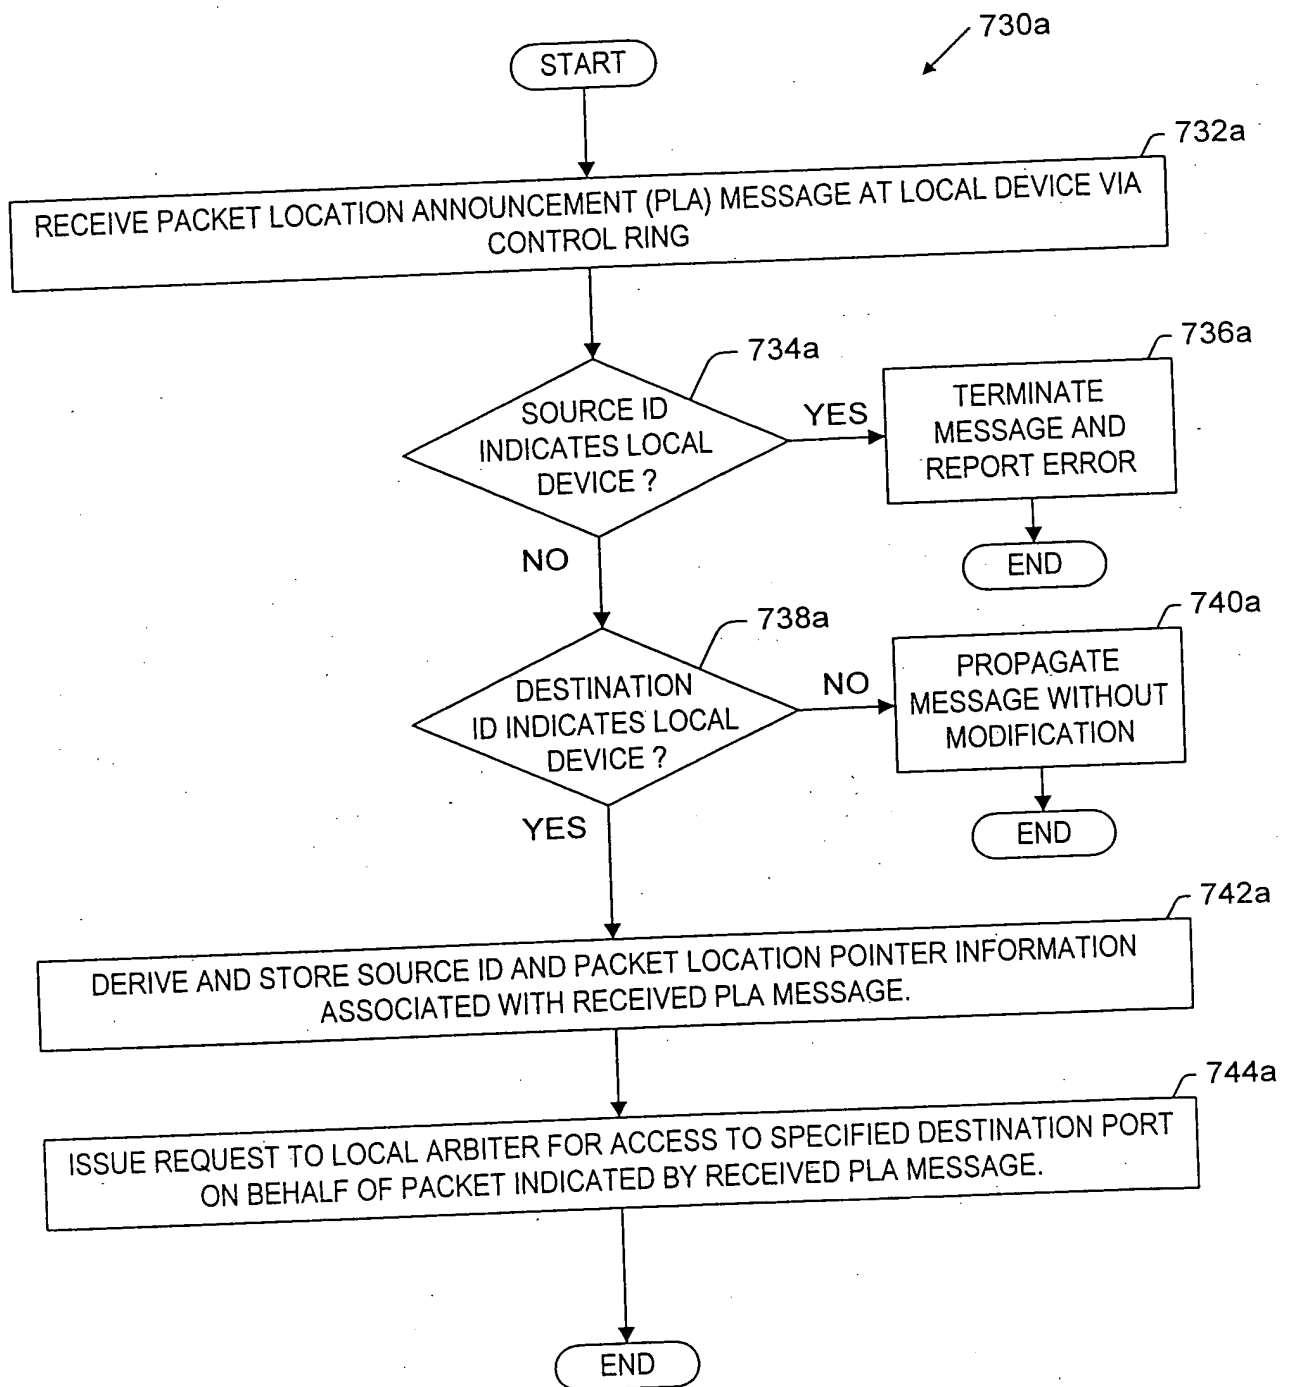 730a
START
732a
RECEIVE PACKET LOCATION ANNOUNCEMENT (PLA) MESSAGE AT LOCAL DEVICE VIA
CONTROL RING
734a
SOURCE ID
INDICATES LOCAL
DEVICE ?
YES
736a
TERMINATE
MESSAGE AND
REPORT ERROR
END
NO
738a
DESTINATION
ID INDICATES LOCAL
DEVICE ?
NO
740a
PROPAGATE
MESSAGE WITHOUT
MODIFICATION
END
YES
742a
DERIVE AND STORE SOURCE ID AND PACKET LOCATION POINTER INFORMATION
ASSOCIATED WITH RECEIVED PLA MESSAGE.
744a
ISSUE REQUEST TO LOCAL ARBITER FOR ACCESS TO SPECIFIED DESTINATION PORT
ON BEHALF OF PACKET INDICATED BY RECEIVED PLA MESSAGE.
END